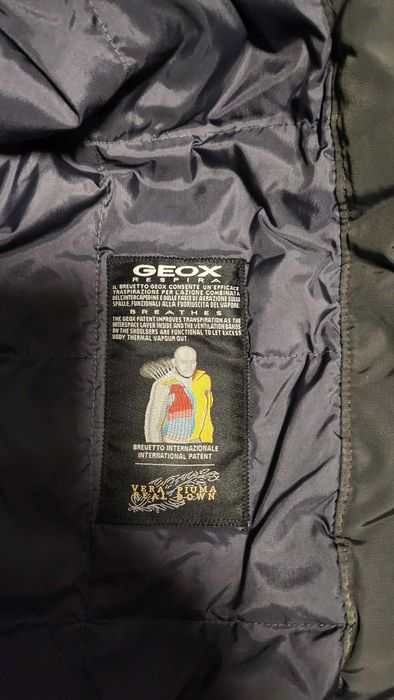 GEOX
RESPIRA
IL BREVETTO GEOX CONSENTE UN'EFFICACE
TRASPIRAZIONE PER L'AZIONE COMBINATA
DELL'INTERCAPEDINE E DELLE FASCE DI AERAZIONE SULLE
SPALLE, FUNZIONALI ALLA FUORISCITA DEL VAPORE.
BREATHES
THE GEOX PATENT IMPROVES TRANSPIRATION AS THE
INTERSPACE LAYER INSIDE AND THE VENTILATION BANDS
ON THE SHOULDERS ARE FUNCTIONAL TO LET EXCESS
BODY THERMAL VAPOUR OUT.
BREVETTO INTERNAZIONALE
INTERNATIONAL PATENT
VERA PIUMA
REAL DOWN